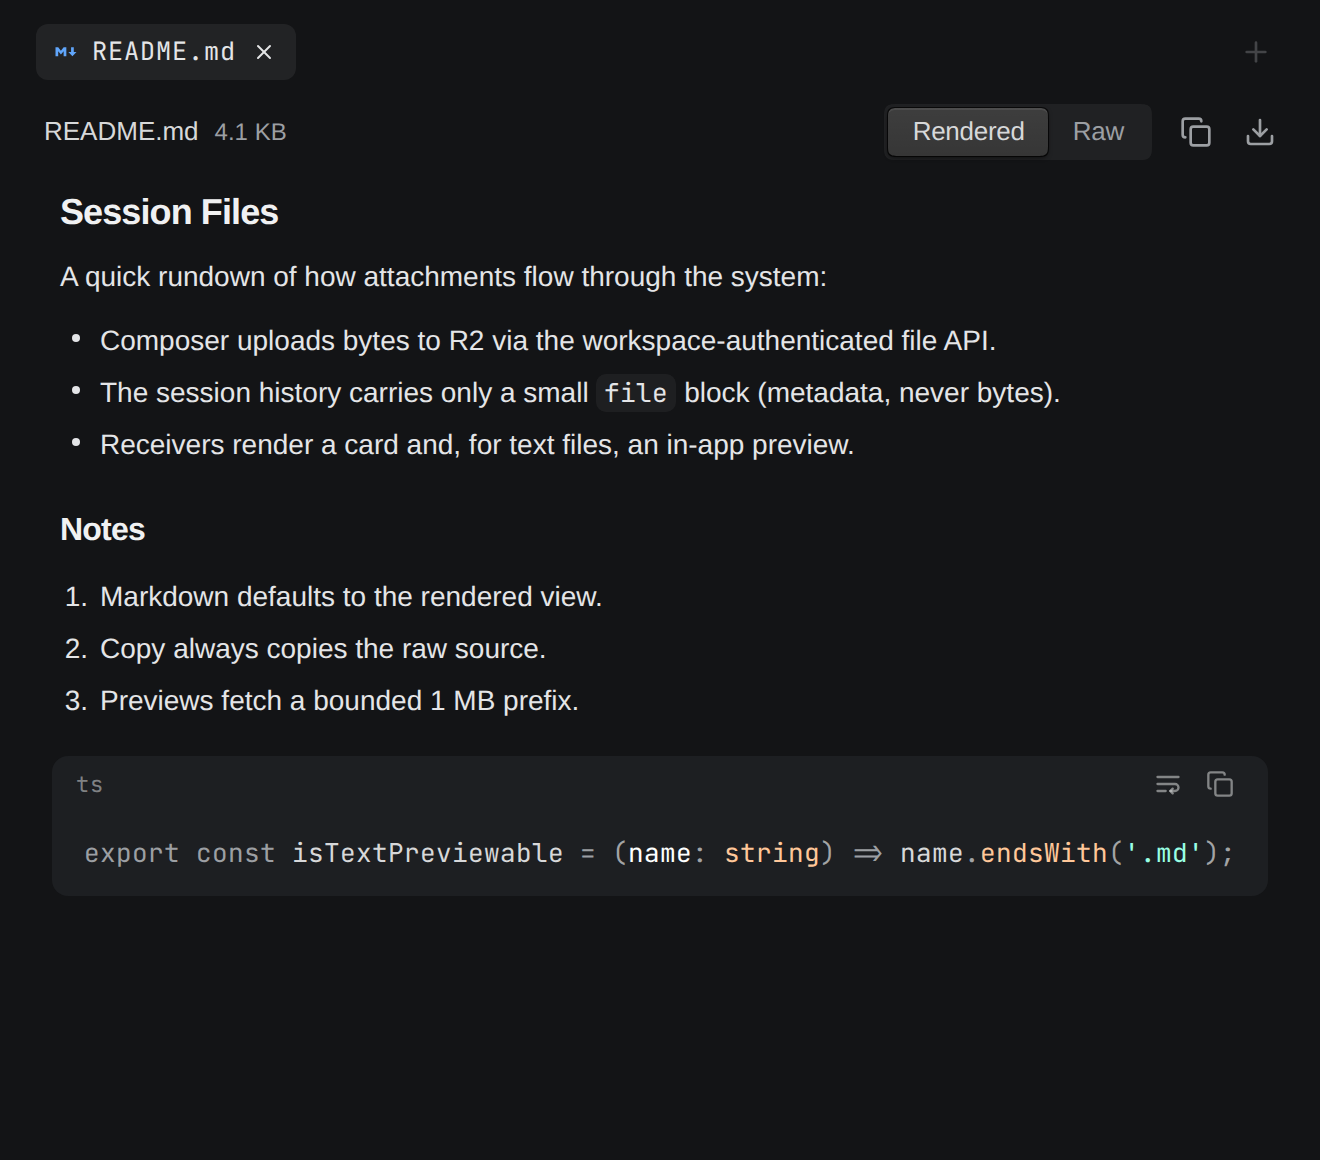 README.md
README.md 4.1 KB Rendered Raw
Session Files
A quick rundown of how attachments flow through the system:
• Composer uploads bytes to R2 via the workspace-authenticated file API.
• The session history carries only a small file block (metadata, never bytes).
• Receivers render a card and, for text files, an in-app preview.
Notes
1. Markdown defaults to the rendered view.
2. Copy always copies the raw source.
3. Previews fetch a bounded 1 MB prefix.
ts
export const isTextPreviewable = (name: string) => name.endsWith('.md');